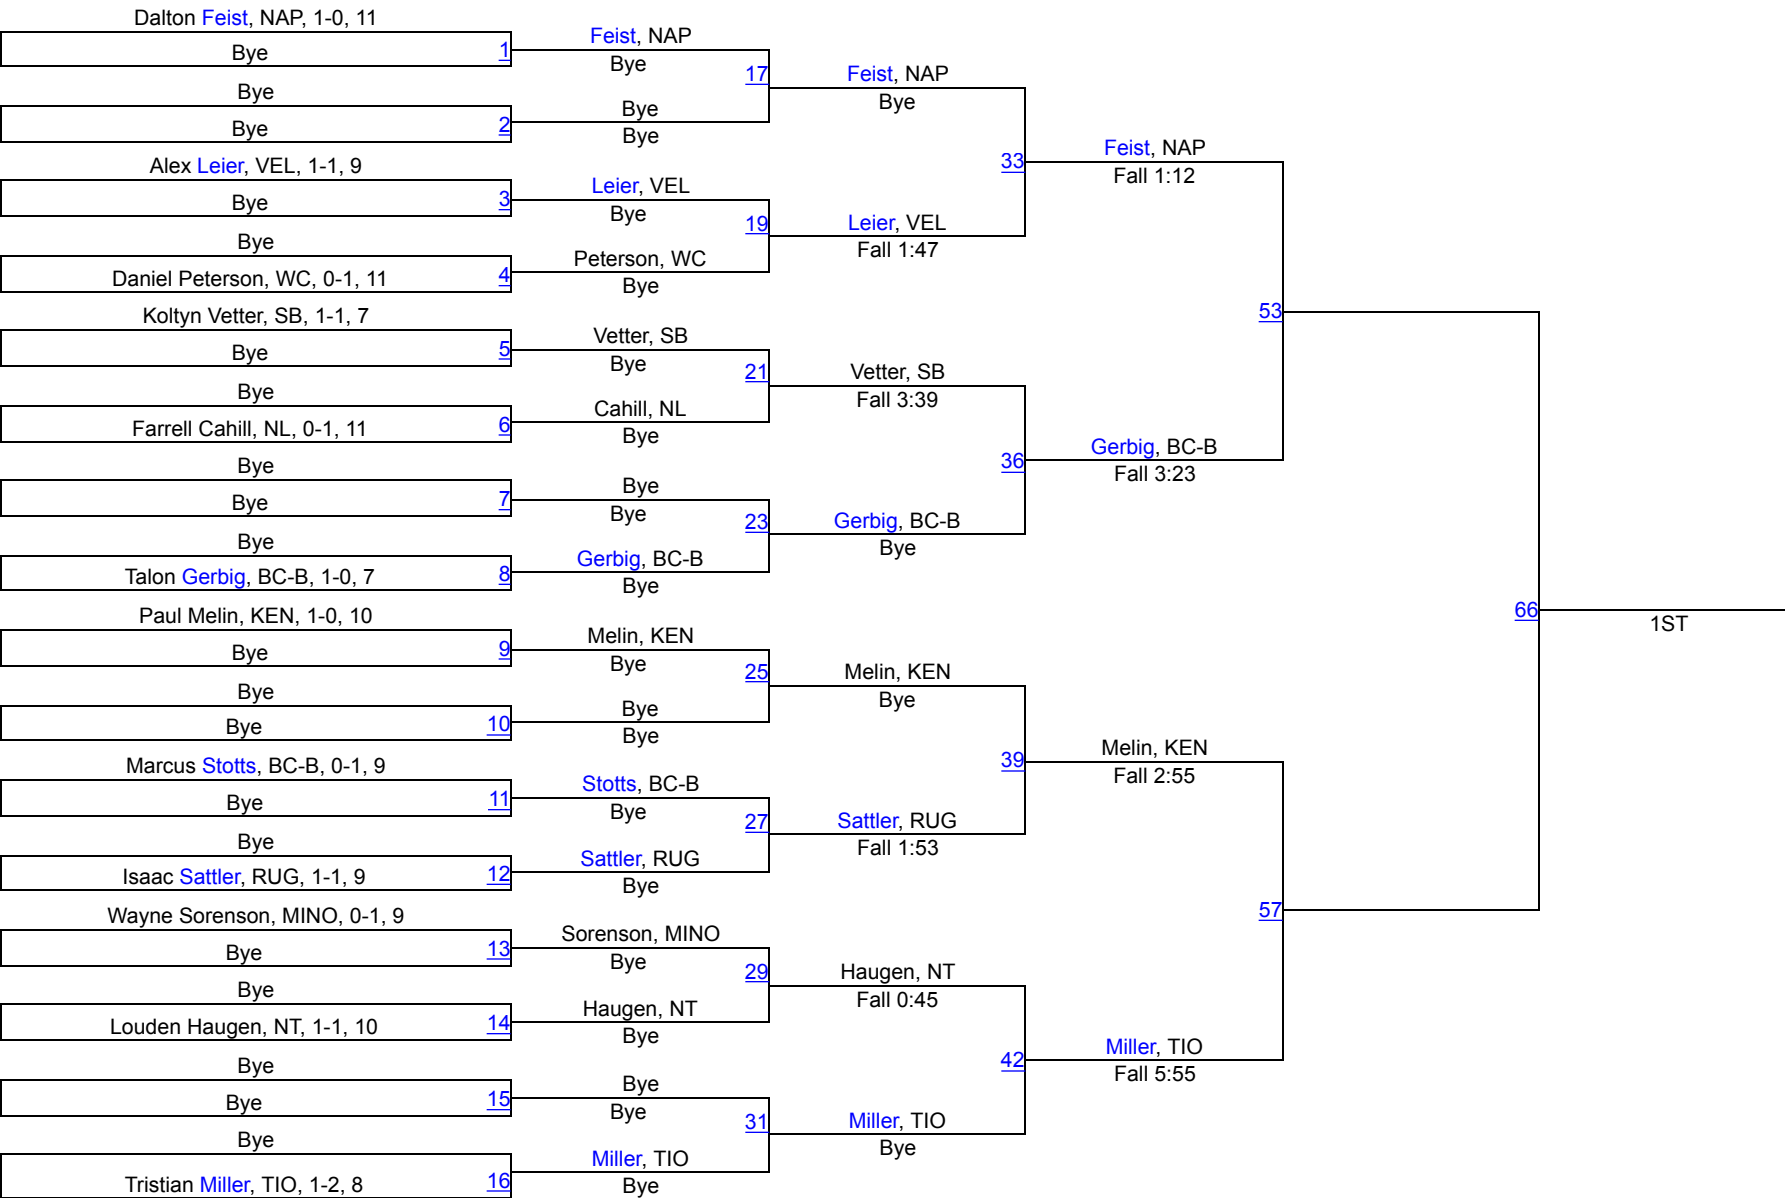 Dalton Feist, NAP, 1-0, 11
Bye
1
Bye
Bye
2
Alex Leier, VEL, 1-1, 9
Bye
3
Bye
Daniel Peterson, WC, 0-1, 11
4
Koltyn Vetter, SB, 1-1, 7
Bye
5
Bye
Farrell Cahill, NL, 0-1, 11
6
Bye
Bye
7
Bye
Talon Gerbig, BC-B, 1-0, 7
8
Paul Melin, KEN, 1-0, 10
Bye
9
Bye
Bye
10
Marcus Stotts, BC-B, 0-1, 9
Bye
11
Bye
Isaac Sattler, RUG, 1-1, 9
12
Wayne Sorenson, MINO, 0-1, 9
Bye
13
Bye
Louden Haugen, NT, 1-1, 10
14
Bye
Bye
15
Bye
Tristian Miller, TIO, 1-2, 8
16
Feist, NAP
Bye
17
Bye
Bye
Leier, VEL
Bye
19
Peterson, WC
Bye
Vetter, SB
Bye
21
Cahill, NL
Bye
Bye
Bye
23
Gerbig, BC-B
Bye
Melin, KEN
Bye
25
Bye
Bye
Stotts, BC-B
Bye
27
Sattler, RUG
Bye
Sorenson, MINO
Bye
29
Haugen, NT
Bye
Bye
Bye
31
Miller, TIO
Bye
Feist, NAP
Bye
33
Leier, VEL
Fall 1:47
Vetter, SB
Fall 3:39
36
Gerbig, BC-B
Bye
Melin, KEN
Bye
39
Sattler, RUG
Fall 1:53
Haugen, NT
Fall 0:45
42
Miller, TIO
Bye
Feist, NAP
Fall 1:12
53
Gerbig, BC-B
Fall 3:23
Melin, KEN
Fall 2:55
57
Miller, TIO
Fall 5:55
66
1ST